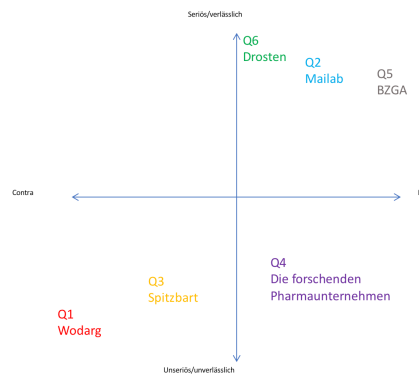 Seriös/verlässlich
Q6
Drosten
Q2
Mailab
Q5
BZGA
Contra
Q4
Die forschenden
Pharmaunternehmen
Q3
Spitzbart
Q1
Wodarg
Unseriös/unverlässlich